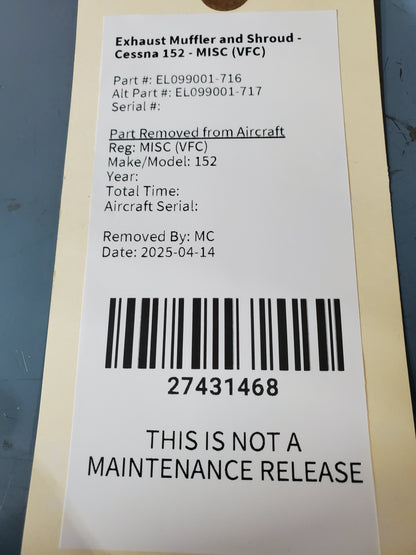 Exhaust Muffler and Shroud -
Cessna 152 - MISC (VFC)
Part #: EL099001-716
Alt Part #: EL099001-717
Serial #:
Part Removed from Aircraft
Reg: MISC (VFC)
Make/Model: 152
Year:
Total Time:
Aircraft Serial:
Removed By: MC
Date: 2025-04-14
27431468
THIS IS NOT A
MAINTENANCE RELEASE